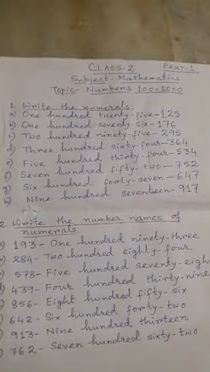 CLASS-2 PART-1
Subject- Mathematics
Topic- Numbers 100-1000
1. Write the numerals.
a) One hundred twenty-five-125
b) One hundred seventy-six-176
c) Two hundred ninety-five-295
d) Three hundred sixty-four-364
e) Five hundred thirty-four-534
f) Seven hundred fifty-two-752
g) Six hundred forty-seven-647
h) Nine hundred seventeen-917
2. Write the number names of
numerals:
193- One hundred ninety-three
284- Two hundred eighty four
578- Five hundred seventy-eigh
439- Four hundred thirty-nine
856- Eight hundred fifty-six
642- Six hundred forty-two
913- Nine hundred thirteen
762- Seven hundred sixty-two